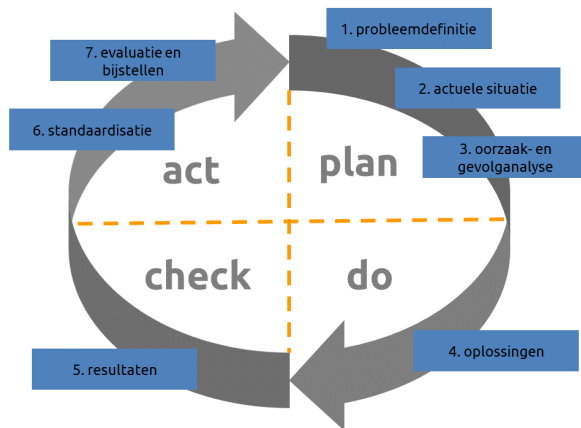 1. probleemdefinitie
2. actuele situatie
3. oorzaak- en
gevolganalyse
4. oplossingen
5. resultaten
6. standaardisatie
7. evaluatie en
bijstellen
act
plan
check
do